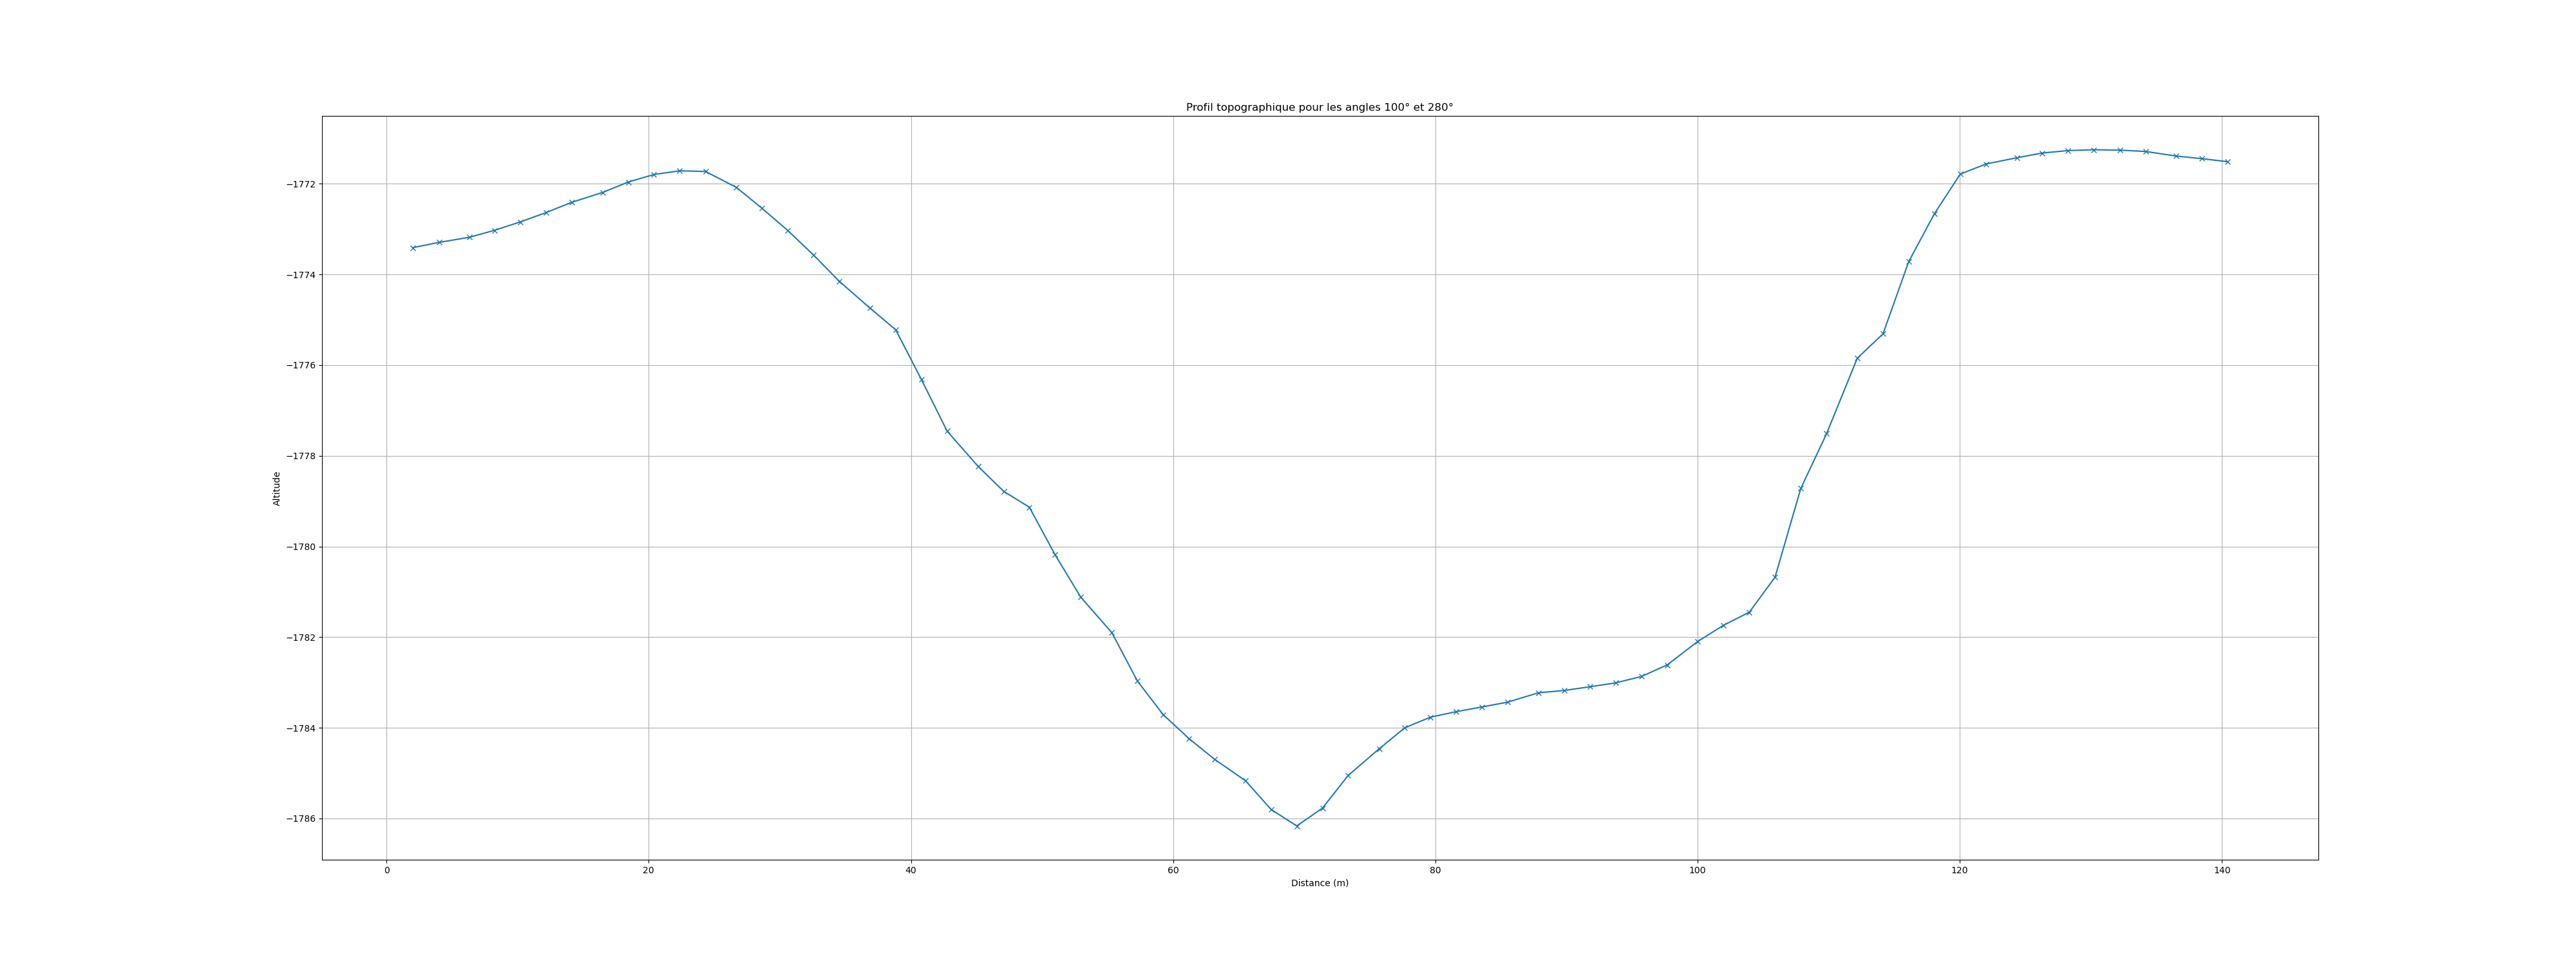 Profil topographique pour les angles 100° et 280°
−1772
−1774
−1776
−1778
−1780
−1782
−1784
−1786
Altitude
0 20 40 60 80 100 120 140
Distance (m)